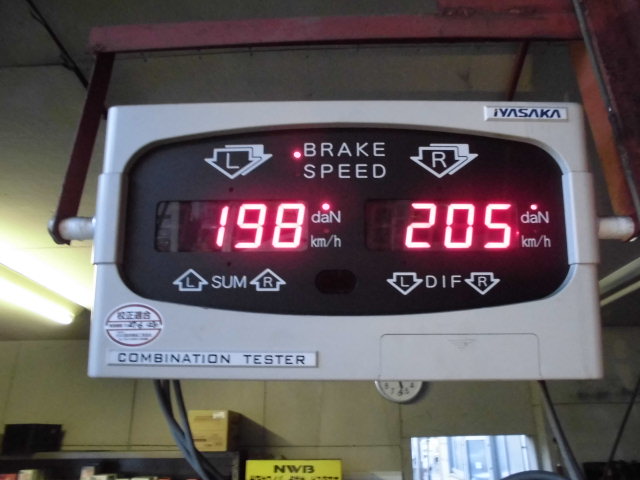 IYASAKA
L BRAKE R
SPEED
198 daN 205 daN
km/h km/h
L SUM R L DIF R
校正適合
COMBINATION TESTER
NWB